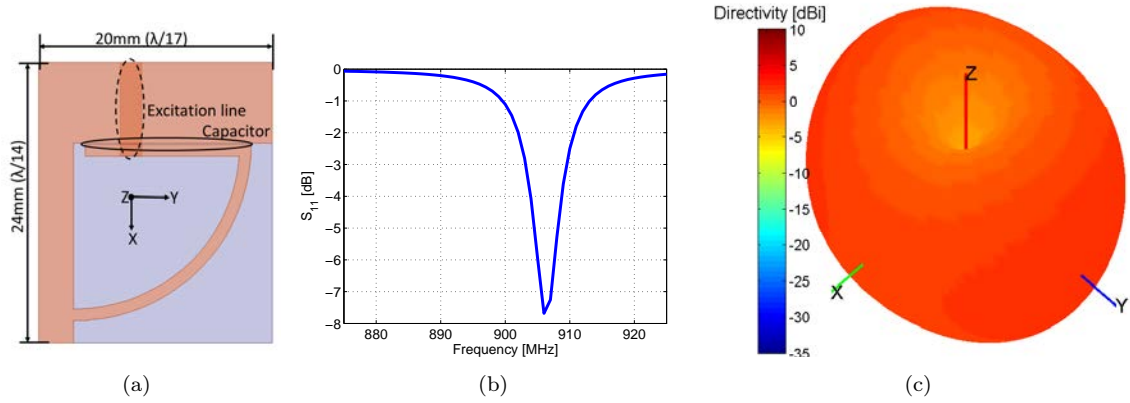 20mm (λ/17)
24mm (λ/14)
Excitation line
Capacitor
Z
Y
X
(a)
0
−1
−2
−3
−4
−5
−6
−7
−8
880
890
900
910
920
S11 [dB]
Frequency [MHz]
(b)
Directivity [dBi]
10
5
0
-5
-10
-15
-20
-25
-30
-35
Z
X
Y
(c)